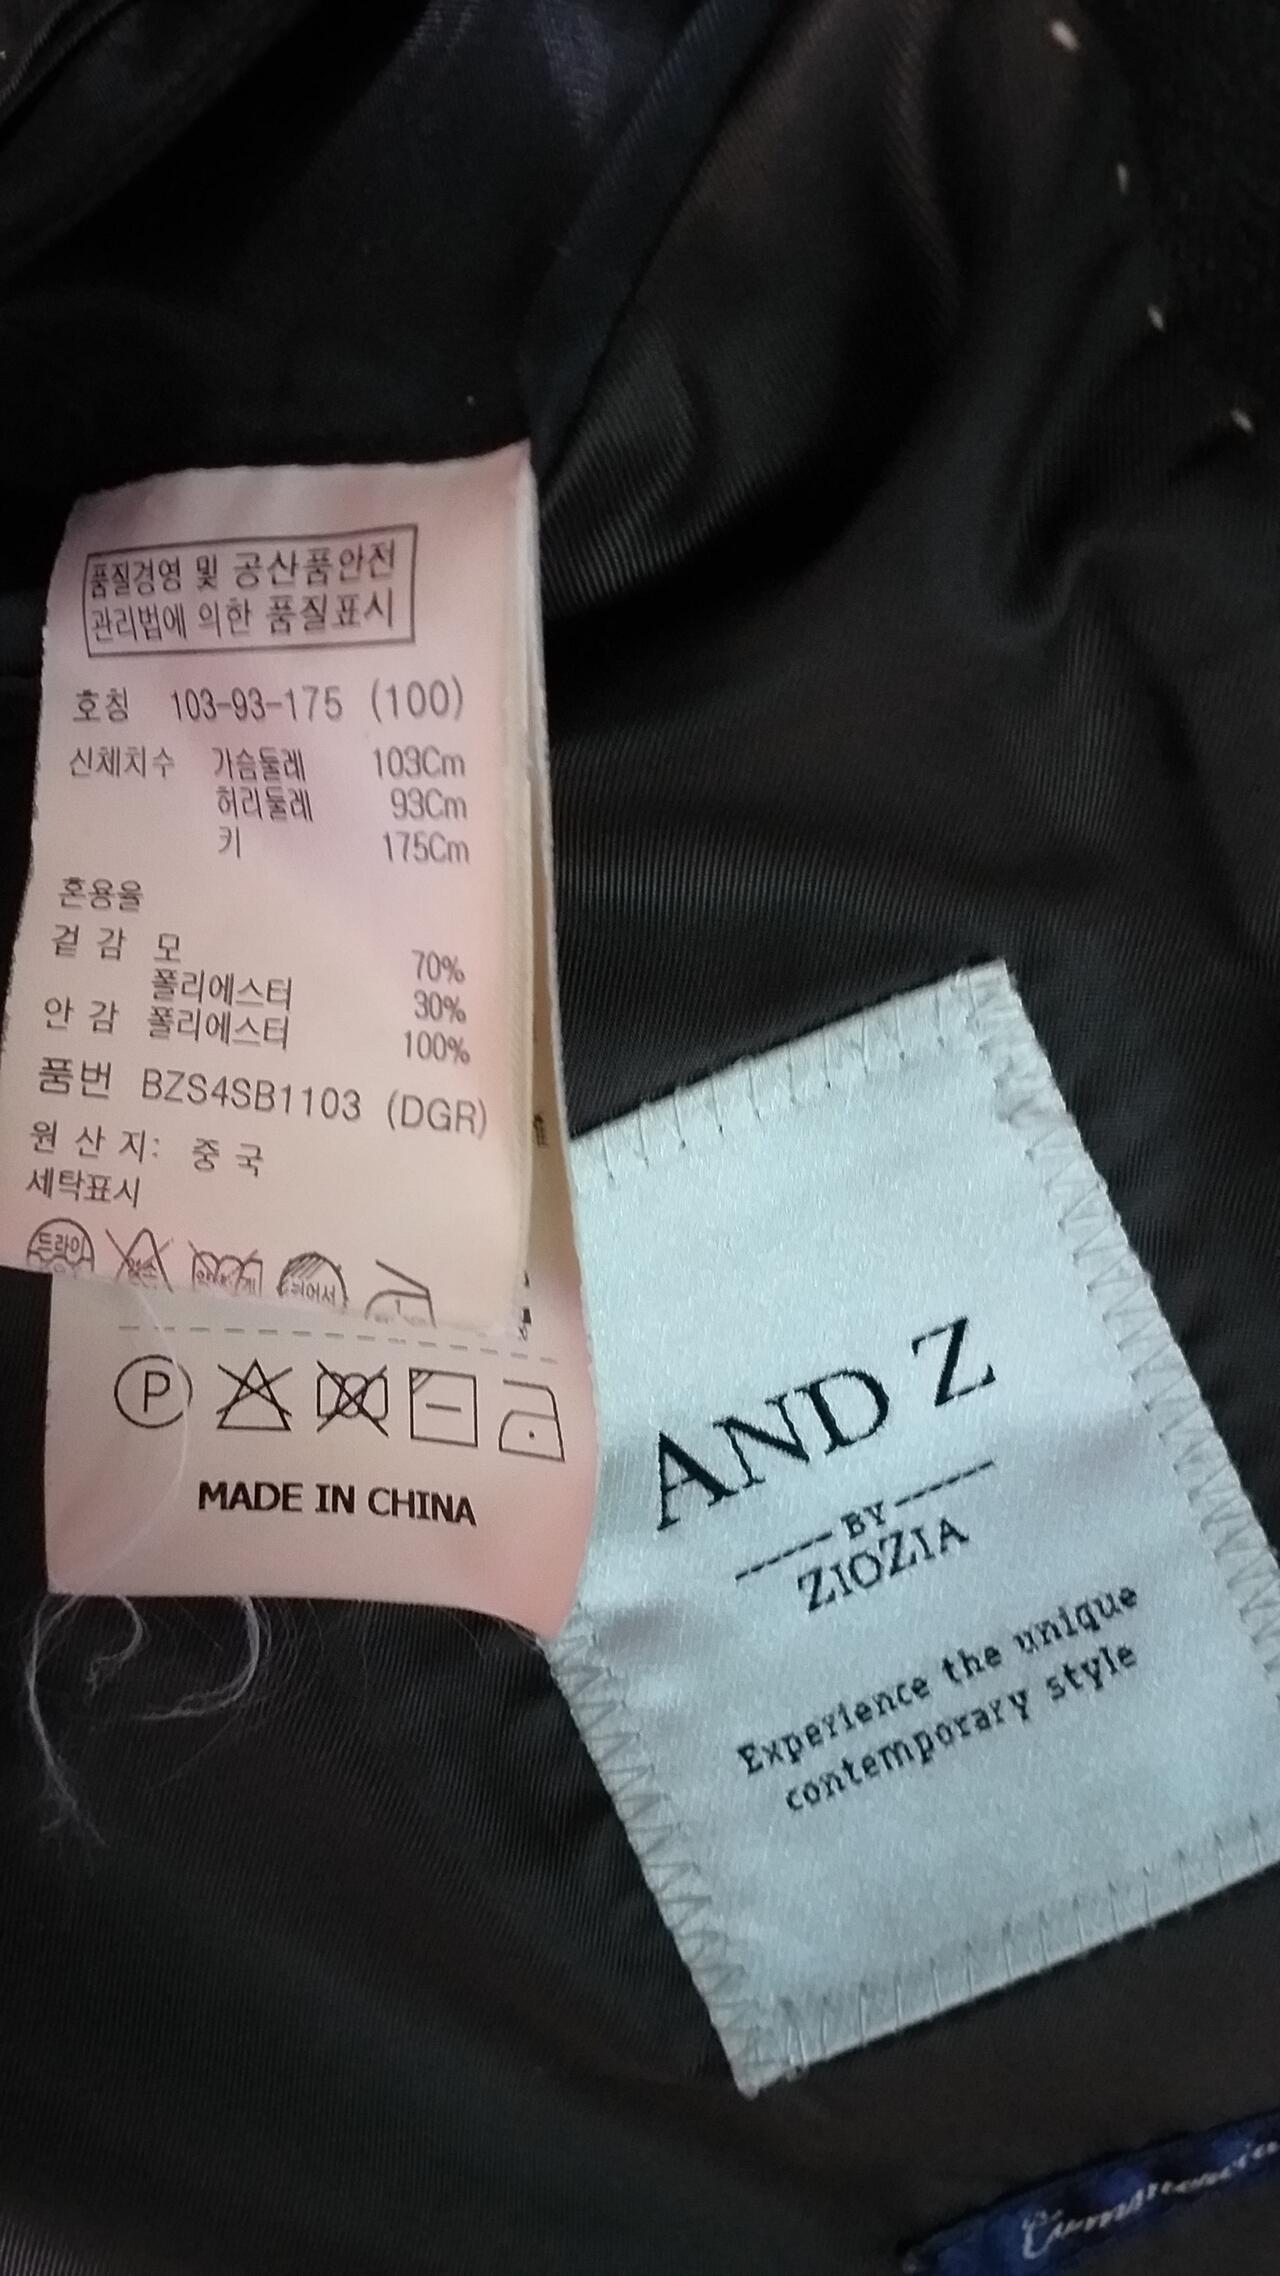 품질경영 및 공산품안전
관리법에 의한 품질표시
호칭 103-93-175 (100)
신체치수 가슴둘레 103Cm
허리둘레 93Cm
키 175Cm
혼용율
겉 감 모 70%
폴리에스터 30%
안 감 폴리에스터 100%
품번 BZS4SB1103 (DGR)
원 산 지: 중 국
세탁표시
드라이
P
MADE IN CHINA
AND Z
BY
ZIOZIA
Experience the unique
contemporary style